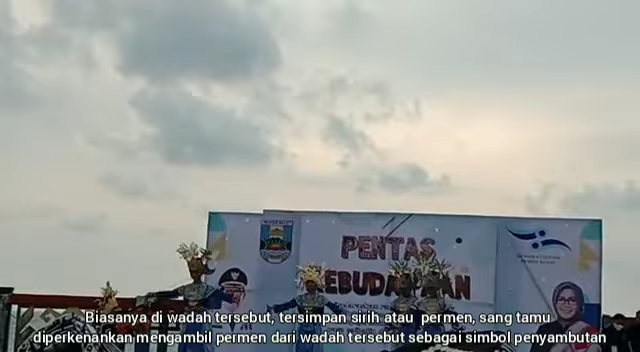 PENTAS
KEBUDAYAAN
Biasanya di wadah tersebut, tersimpan sirih atau permen, sang tamu
diperkenankan mengambil permen dari wadah tersebut sebagai simbol penyambutan